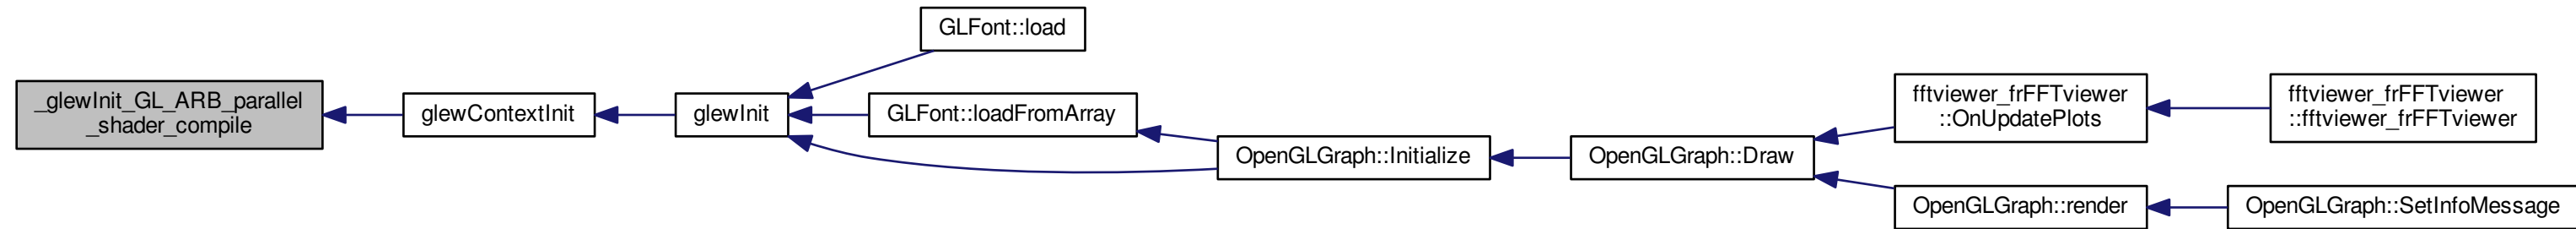 _glewInit_GL_ARB_parallel
_shader_compile
glewContextInit
glewInit
GLFont::load
GLFont::loadFromArray
OpenGLGraph::Initialize
OpenGLGraph::Draw
fftviewer_frFFTviewer
::OnUpdatePlots
fftviewer_frFFTviewer
::fftviewer_frFFTviewer
OpenGLGraph::render
OpenGLGraph::SetInfoMessage